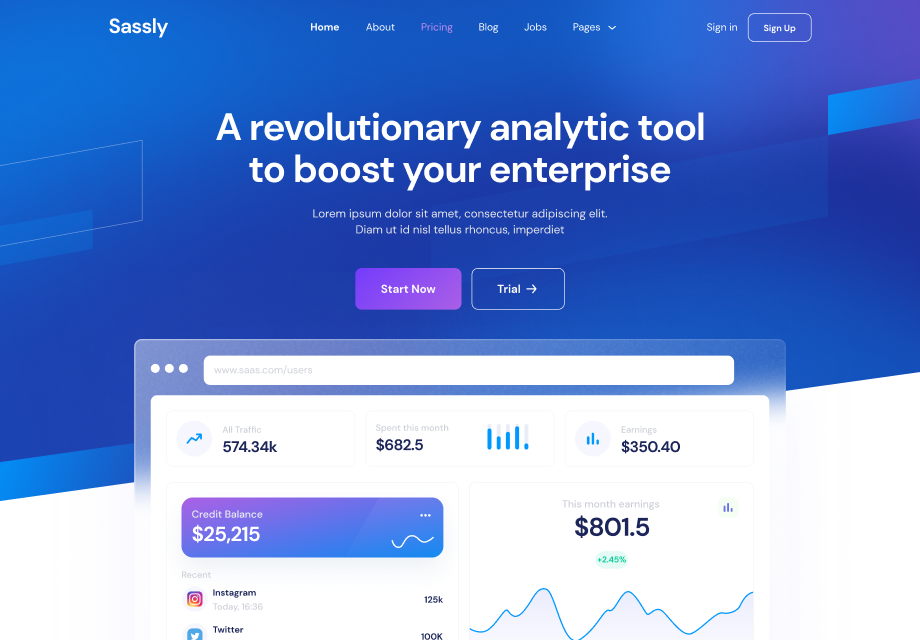 Sassly
Home About Pricing Blog Jobs Pages
Sign in Sign Up
A revolutionary analytic tool
to boost your enterprise
Lorem ipsum dolor sit amet, consectetur adipiscing elit.
Diam ut id nisl tellus rhoncus, imperdiet
Start Now Trial →
www.saas.com/users
All Traffic
574.34k
Spent this month
$682.5
Earnings
$350.40
Credit Balance
$25,215
Recent
Instagram
Today, 16:36
125k
Twitter
100K
This month earnings
$801.5
+2.45%